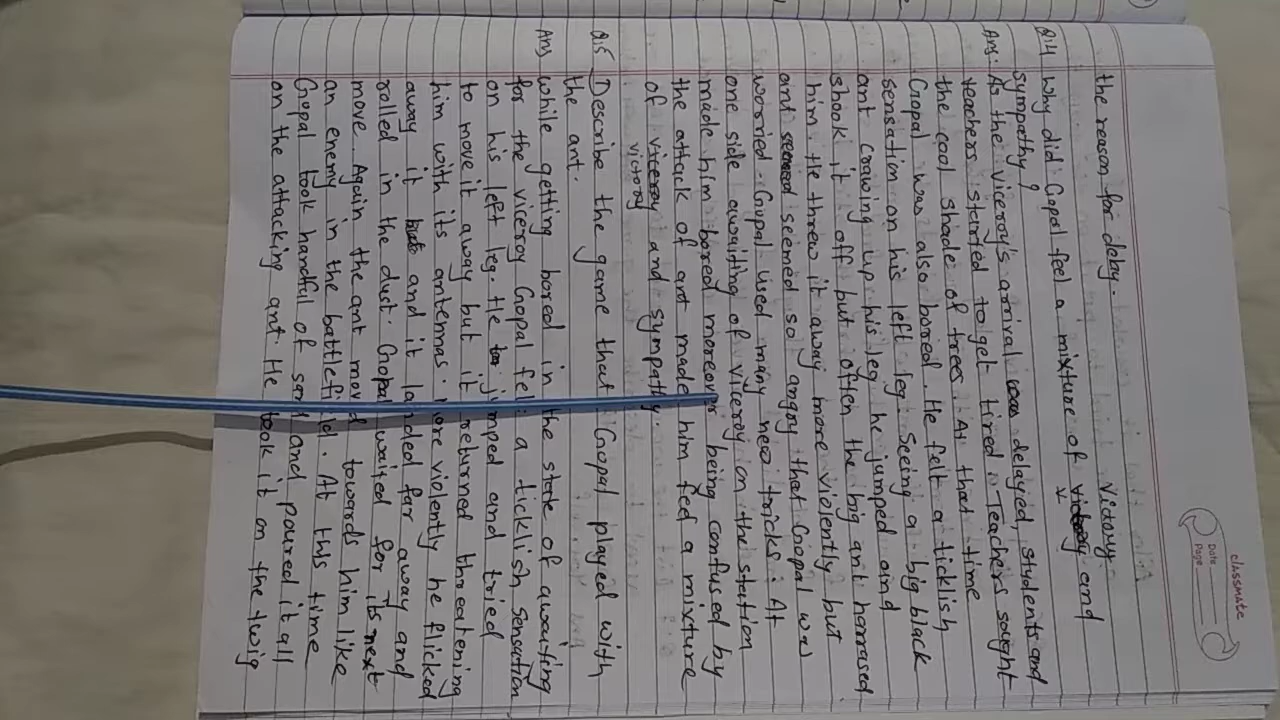 classmate
Date
Page
the reason for delay.
victory
Q14 Why did Gopal feel a mixture of and
sympathy?
Ans. As the viceroy's arrival was delayed, students and
teachers started to get tired. Teachers sought
the cool shade of trees. At that time
Gopal was also bored. He felt a ticklish
sensation on his left leg. Seeing a big black
ant crawing up his leg he jumped and
shook it off but often the big ant harrased
him. He threw it away more violently but
ant seemed so angry that Gopal was
worried. Gopal used many new tricks. At
one side awaiting of viceroy on the station
made him bored moreover being confused by
the attack of ant made him feel a mixture
of vicerey and sympathy.
victory
Q15 Describe the game that Gopal played with
the ant.
Ans while getting bored in the state of awaiting
for the viceroy Gopal felt a ticklish sensation
on his left leg. He jumped and tried
to move it away but it returned threatening
him with its antemnas. more violently he flicked
away it and it landed far away and
rolled in the dust. Gopal waited for its next
move. Again the ant moved towards him like
an enemy in the battlefield. At this time
Gopal took handful of sand and poured it all
on the attacking ant. He took it on the twig